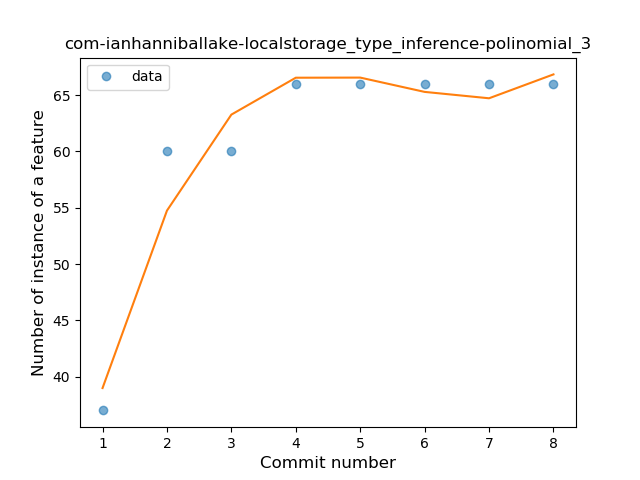 com-ianhanniballake-localstorage_type_inference-polinomial_3
data
Number of instance of a feature
65
60
55
50
45
40
1 2 3 4 5 6 7 8
Commit number